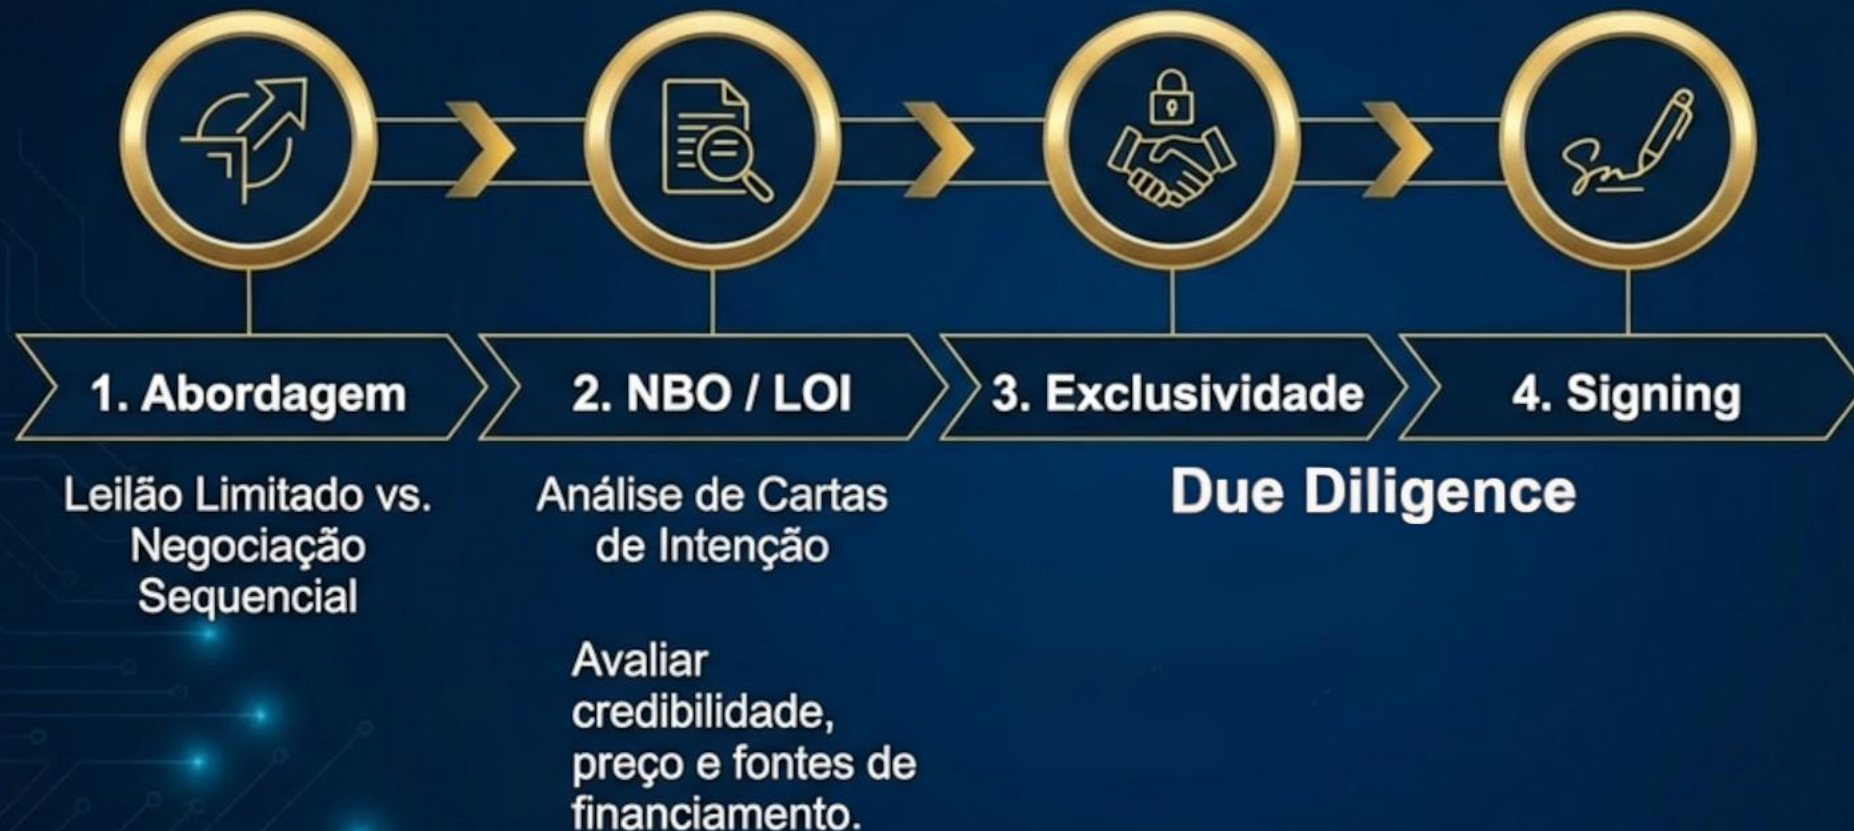 1. Abordagem
2. NBO / LOI
3. Exclusividade
4. Signing
Leilão Limitado vs.
Negociação
Sequencial
Análise de Cartas
de Intenção
Avaliar
credibilidade,
preço e fontes de
financiamento.
Due Diligence